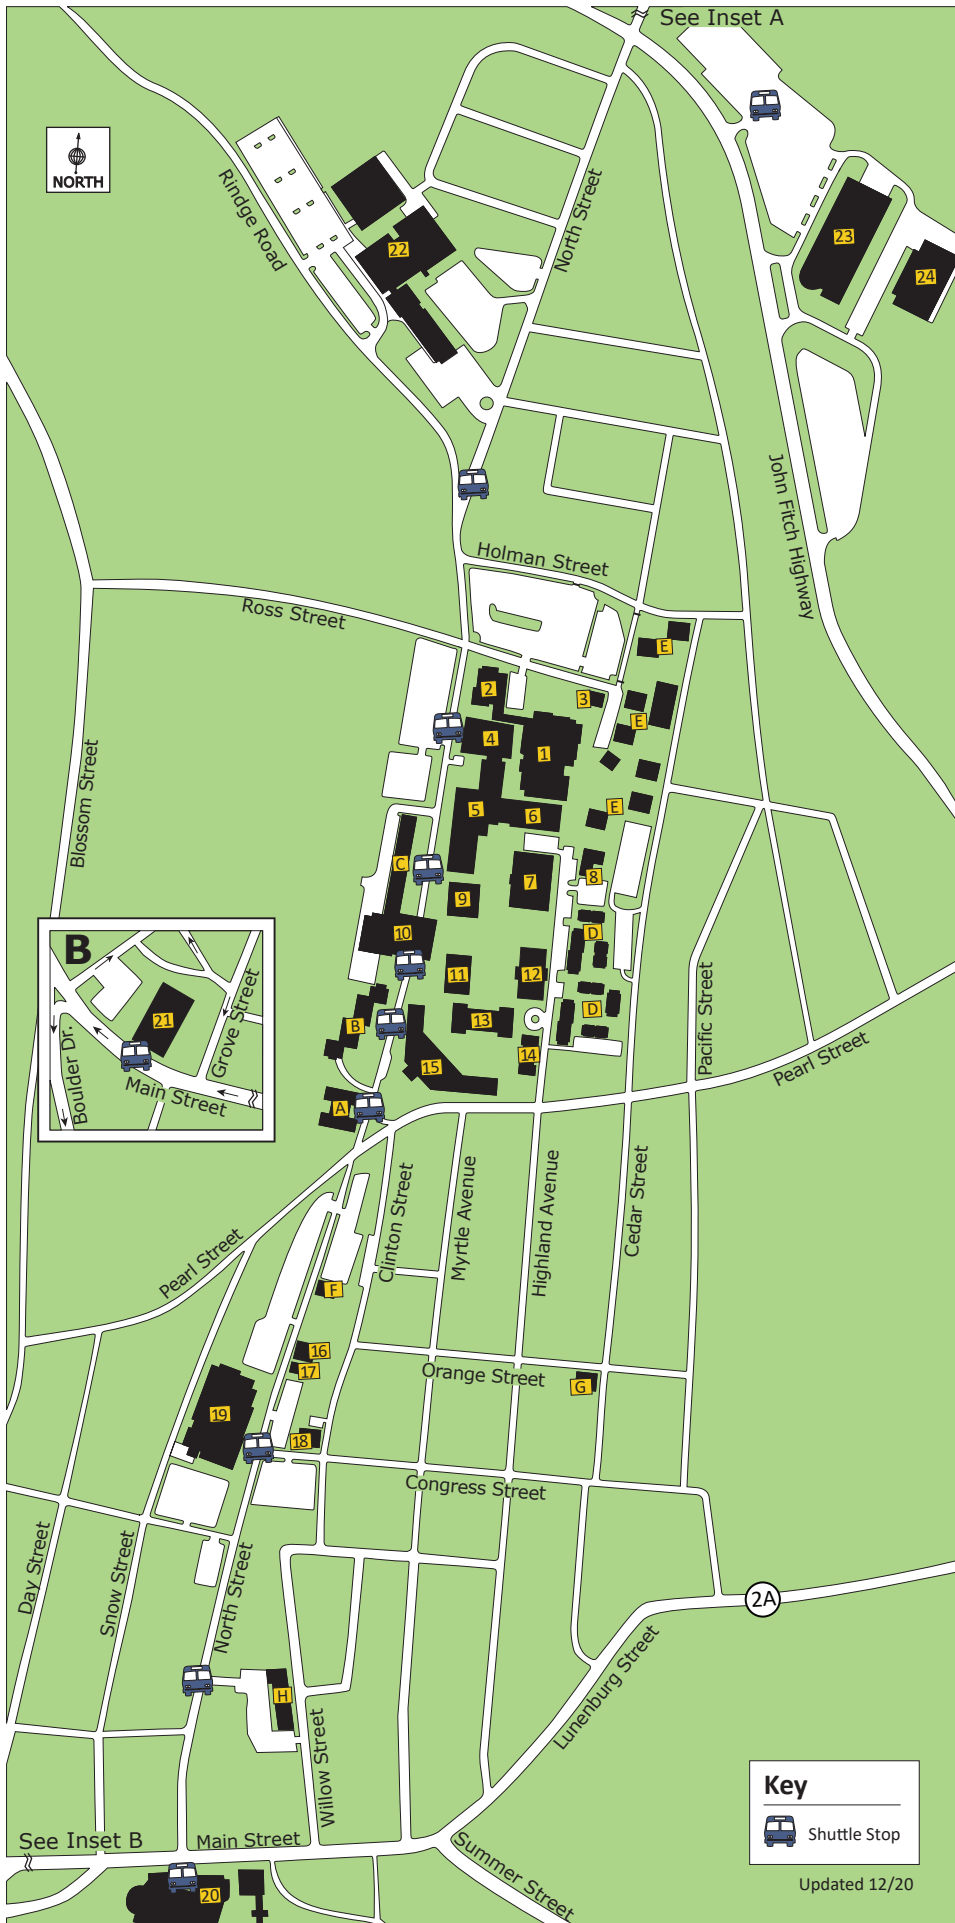 See Inset A
NORTH
Rindge Road
North Street
22
23
24
John Fitch Highway
Holman Street
Ross Street
E
2
3
E
4
1
Blossom Street
5
6
E
C
7
8
9
10
D
11
12
B
21
Grove Street
Boulder Dr.
Main Street
D
B
13
14
15
Pacific Street
Pearl Street
A
Clinton Street
Myrtle Avenue
Highland Avenue
Cedar Street
Pearl Street
F
16
17
Orange Street
G
19
18
Congress Street
Day Street
Snow Street
North Street
2A
H
Lunenburg Street
Willow Street
Key
Shuttle Stop
See Inset B
Main Street
Summer Street
Updated 12/20
20